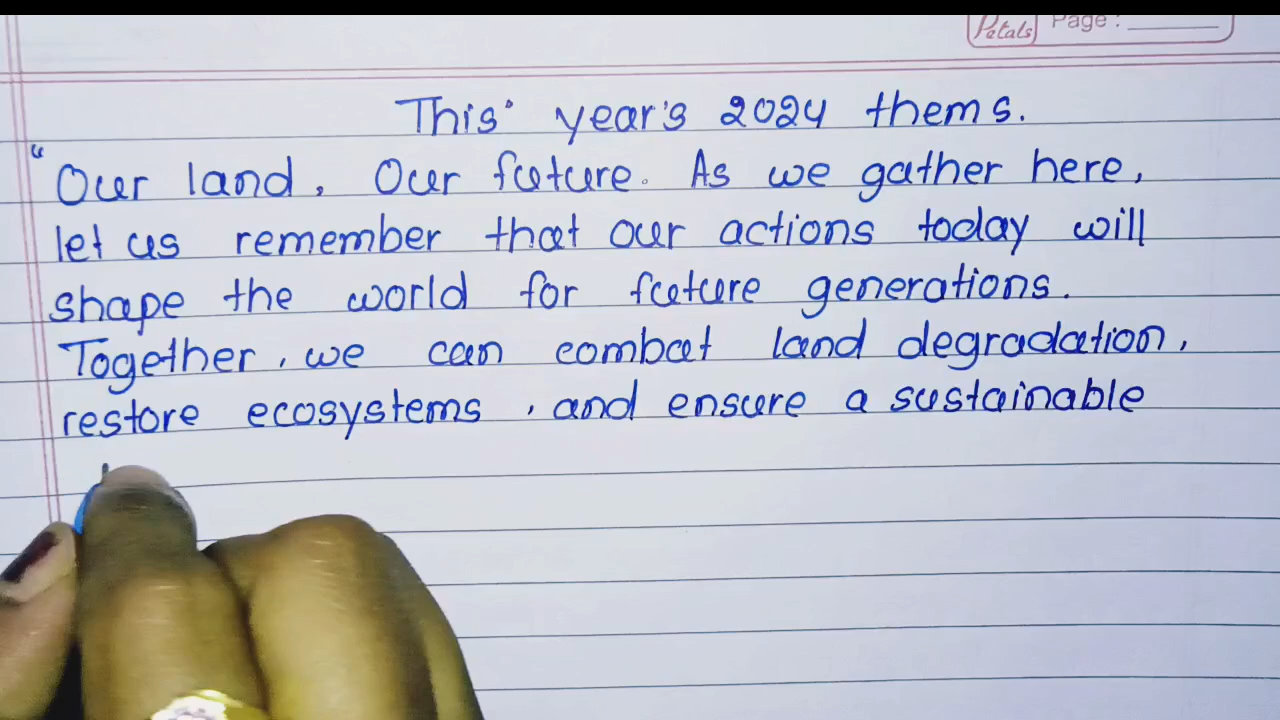 Petals Page :
This year's 2024 thems.
"Our land, Our future. As we gather here,
let us remember that our actions today will
shape the world for future generations.
Together, we can combat land degradation,
restore ecosystems, and ensure a sustainable